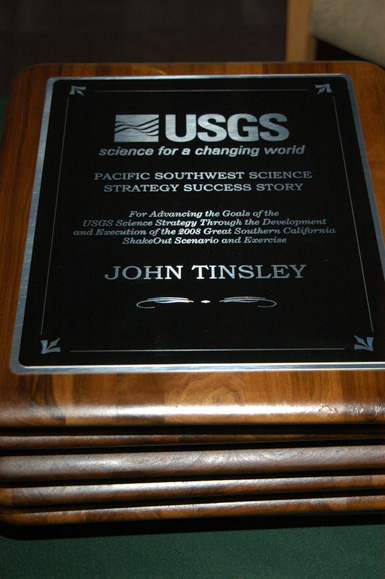 USGS
science for a changing world
PACIFIC SOUTHWEST SCIENCE
STRATEGY SUCCESS STORY
For Advancing the Goals of the
USGS Science Strategy Through the Development
and Execution of the 2008 Great Southern California
ShakeOut Scenario and Exercise
JOHN TINSLEY